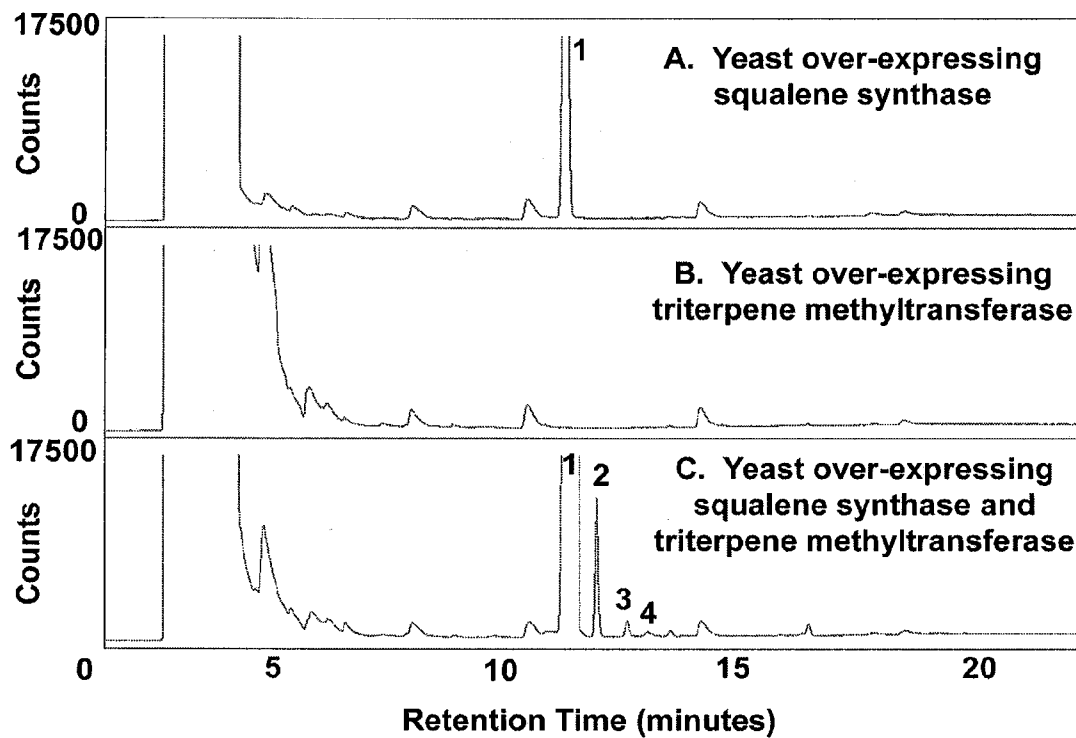 17500
Counts
0
1
A. Yeast over-expressing
squalene synthase
17500
Counts
0
B. Yeast over-expressing
triterpene methyltransferase
17500
Counts
1
2
3
4
C. Yeast over-expressing
squalene synthase and
triterpene methyltransferase
0 5 10 15 20
Retention Time (minutes)